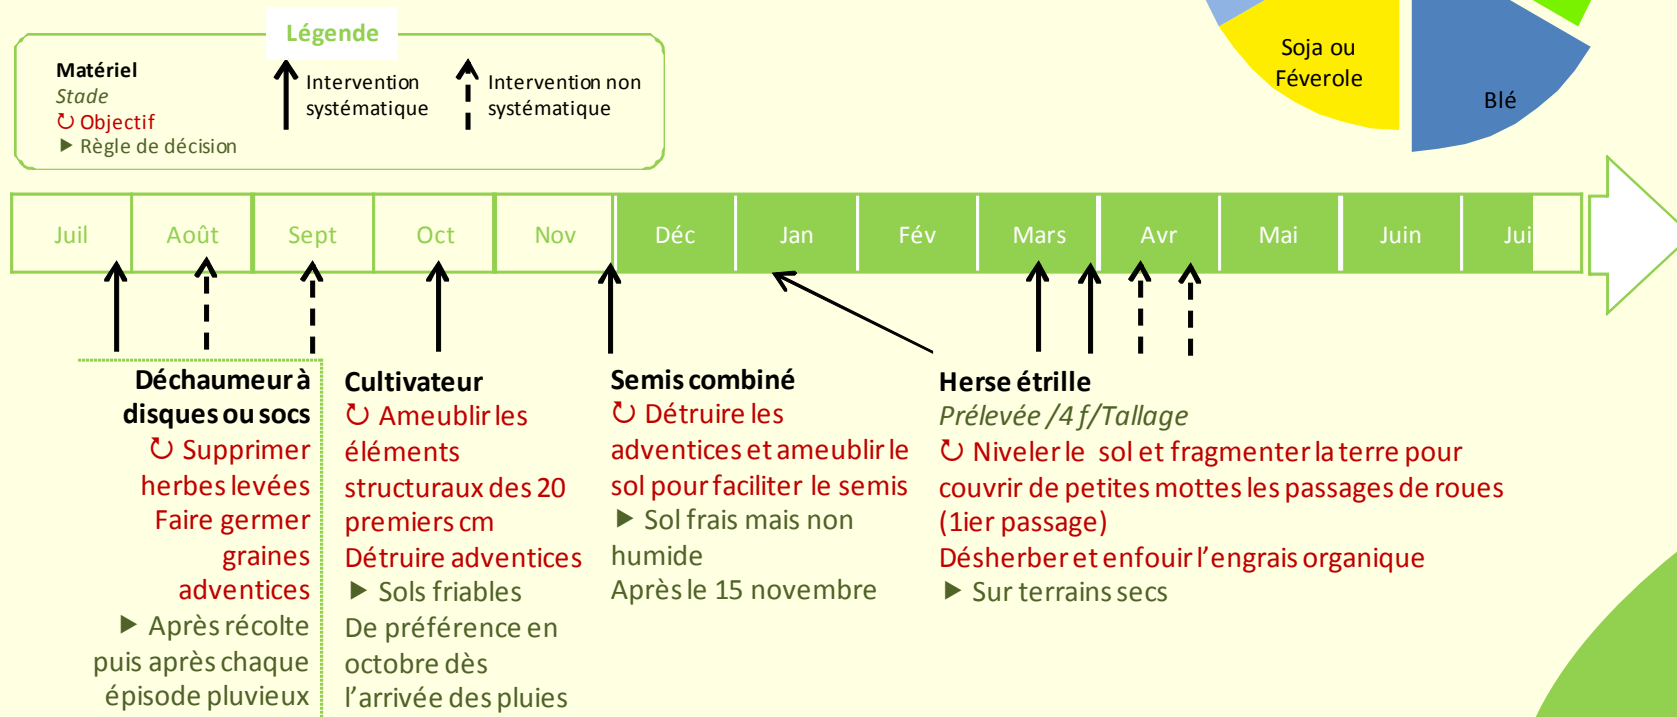 Légende
Matériel
Stade
↻ Objectif
► Règle de décision
Intervention
systématique
Intervention non
systématique
Soja ou
Féverole
Blé
Juil Août Sept Oct Nov Déc Jan Fév Mars Avr Mai Juin Jui
Déchaumeur à
disques ou socs
↻ Supprimer
herbes levées
Faire germer
graines
adventices
► Après récolte
puis après chaque
épisode pluvieux
Cultivateur
↻ Ameublir les
éléments
structuraux des 20
premiers cm
Détruire adventices
► Sols friables
De préférence en
octobre dès
l’arrivée des pluies
Semis combiné
↻ Détruire les
adventices et ameublir le
sol pour faciliter le semis
► Sol frais mais non
humide
Après le 15 novembre
Herse étrille
Prélevée /4 f/Tallage
↻ Niveler le sol et fragmenter la terre pour
couvrir de petites mottes les passages de roues
(1ier passage)
Désherber et enfouir l’engrais organique
► Sur terrains secs